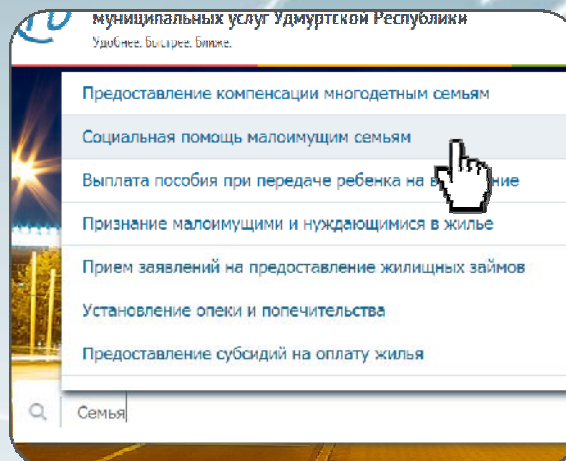 муниципальных услуг Удмуртской Республики
Удобнее. Быстрее. Ближе.
Предоставление компенсации многодетным семьям
Социальная помощь малоимущим семьям
Выплата пособия при передаче ребенка на
Признание малоимущими и нуждающимися в жилье
Прием заявлений на предоставление жилищных займов
Установление опеки и попечительства
Предоставление субсидий на оплату жилья
Семья